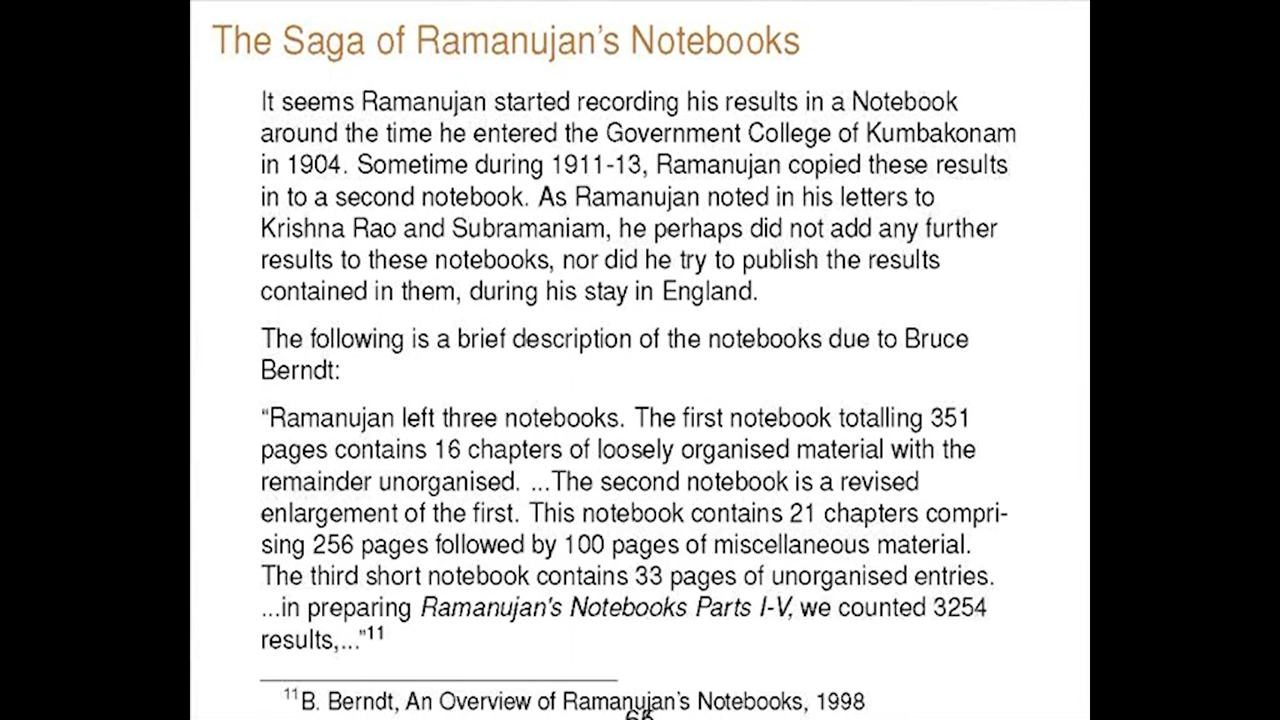 The Saga of Ramanujan's Notebooks
It seems Ramanujan started recording his results in a Notebook
around the time he entered the Government College of Kumbakonam
in 1904. Sometime during 1911-13, Ramanujan copied these results
in to a second notebook. As Ramanujan noted in his letters to
Krishna Rao and Subramaniam, he perhaps did not add any further
results to these notebooks, nor did he try to publish the results
contained in them, during his stay in England.
The following is a brief description of the notebooks due to Bruce
Berndt:
“Ramanujan left three notebooks. The first notebook totalling 351
pages contains 16 chapters of loosely organised material with the
remainder unorganised. ...The second notebook is a revised
enlargement of the first. This notebook contains 21 chapters compri-
sing 256 pages followed by 100 pages of miscellaneous material.
The third short notebook contains 33 pages of unorganised entries.
...in preparing Ramanujan's Notebooks Parts I-V, we counted 3254
results,...”11
11B. Berndt, An Overview of Ramanujan's Notebooks, 1998